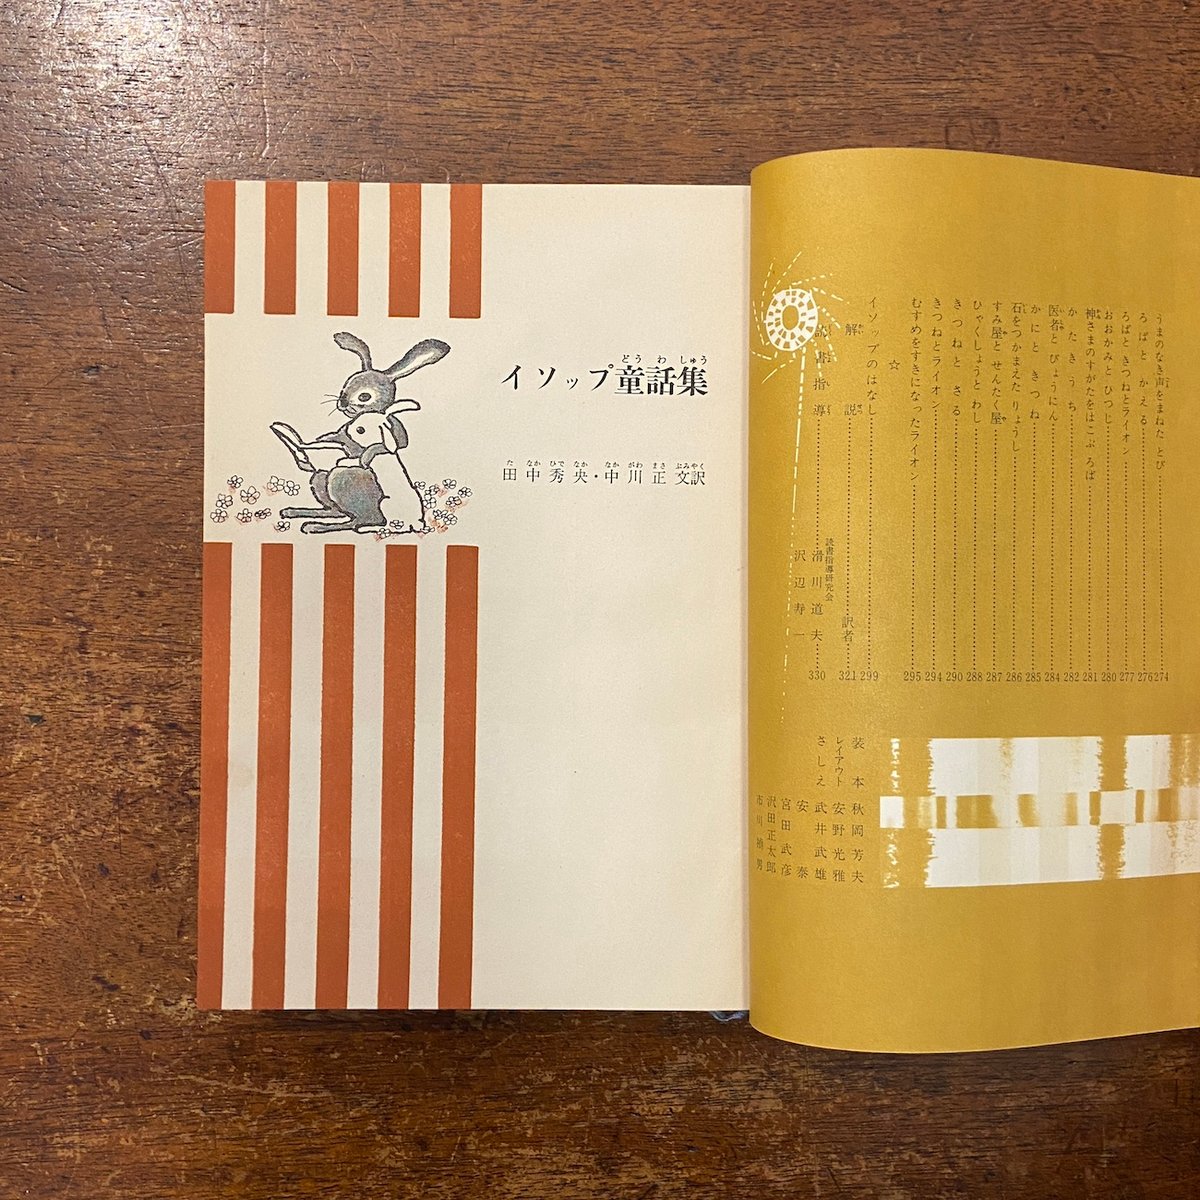 イソップ童話集
どうわしゅう
田中秀央・中川正文訳
たなかひでなか なかがわまさぶみやく
うまのなき声をまねた とび 274
ろばと かえる 276
ろばときつねとライオン 277
おおかみとひつじ 280
神さまのすがたをはこぶ ろば 281
かたきうち 282
医者とびょうにん 284
かにと きつね 285
石をつかまえた りょうし 286
すみ屋と せんたく屋 287
ひゃくしょうと わし 288
きつねと さる 290
きつねとライオン 294
むすめをすきになったライオン 295
☆
イソップのはなし 299
解説 訳者 321
読書指導 読書指導研究会 滑川道夫 沢辺寿一 330
装本 秋岡芳夫
レイアウト 安野光雅
さしえ 武井武雄
安泰
宮田武彦
沢田正太郎
市川禎男